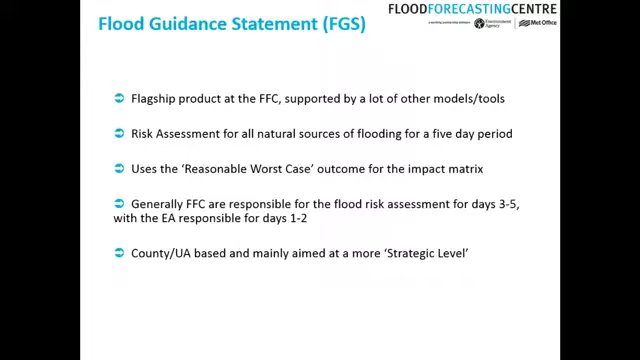 Flood Guidance Statement (FGS)
FLOODFORECASTINGCENTRE
a working partnership between
Environment
Agency
Met Office
Flagship product at the FFC, supported by a lot of other models/tools
Risk Assessment for all natural sources of flooding for a five day period
Uses the ‘Reasonable Worst Case’ outcome for the impact matrix
Generally FFC are responsible for the flood risk assessment for days 3-5,
with the EA responsible for days 1-2
County/UA based and mainly aimed at a more ‘Strategic Level’